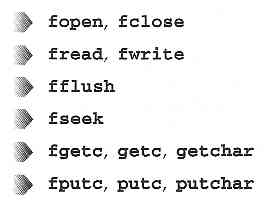 fopen, fclose
fread, fwrite
fflush
fseek
fgetc, getc, getchar
fputc, putc, putchar